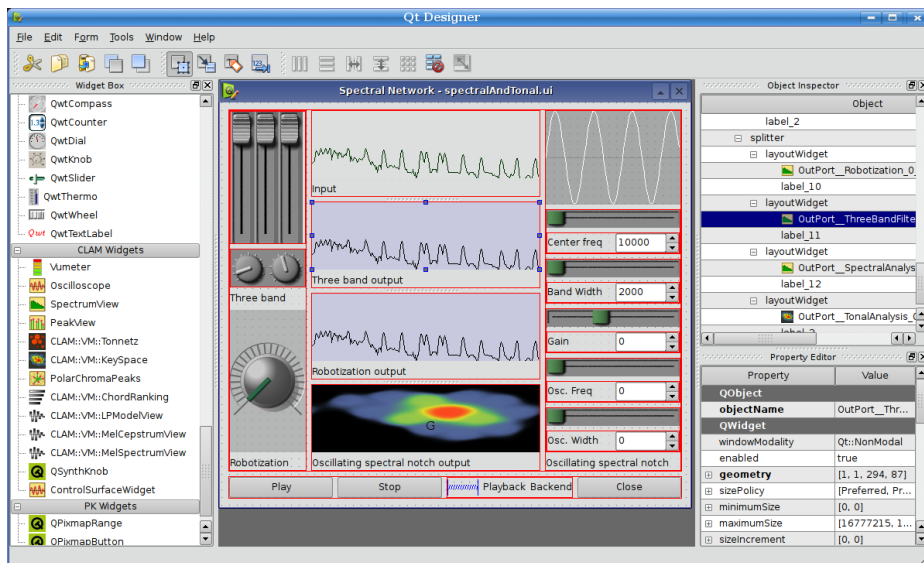 Qt Designer
File Edit Form Tools Window Help
Widget Box
QwtCompass
QwtCounter
QwtDial
QwtKnob
QwtSlider
QwtThermo
QwtWheel
Qwt QwtTextLabel
CLAM Widgets
Vumeter
Oscilloscope
SpectrumView
PeakView
CLAM::VM::Tonnetz
CLAM::VM::KeySpace
PolarChromaPeaks
CLAM::VM::ChordRanking
CLAM::VM::LPModelView
CLAM::VM::MelCepstrumView
CLAM::VM::MelSpectrumView
QSynthKnob
ControlSurfaceWidget
PK Widgets
QPixmapRange
QPixmapButton
Spectral Network - spectralAndTonal.ui
Input
Three band output
Three band
Robotization output
G
Robotization
Oscillating spectral notch output
Center freq 10000
Band Width 2000
Gain 0
Osc. Freq 0
Osc. Width 0
Oscillating spectral notch
Play Stop Playback Backend Close
Object Inspector
Object
label_2
splitter
layoutWidget
OutPort__Robotization_0_
label_10
layoutWidget
OutPort__ThreeBandFilte
label_11
layoutWidget
OutPort__SpectralAnalys
label_12
layoutWidget
OutPort__TonalAnalysis_C
Property Editor
Property Value
QObject
objectName OutPort__Thr...
QWidget
windowModality Qt::NonModal
enabled true
geometry [1, 1, 294, 87]
sizePolicy [Preferred, Pr...
minimumSize [0, 0]
maximumSize [16777215, 1...
sizeIncrement [0, 0]